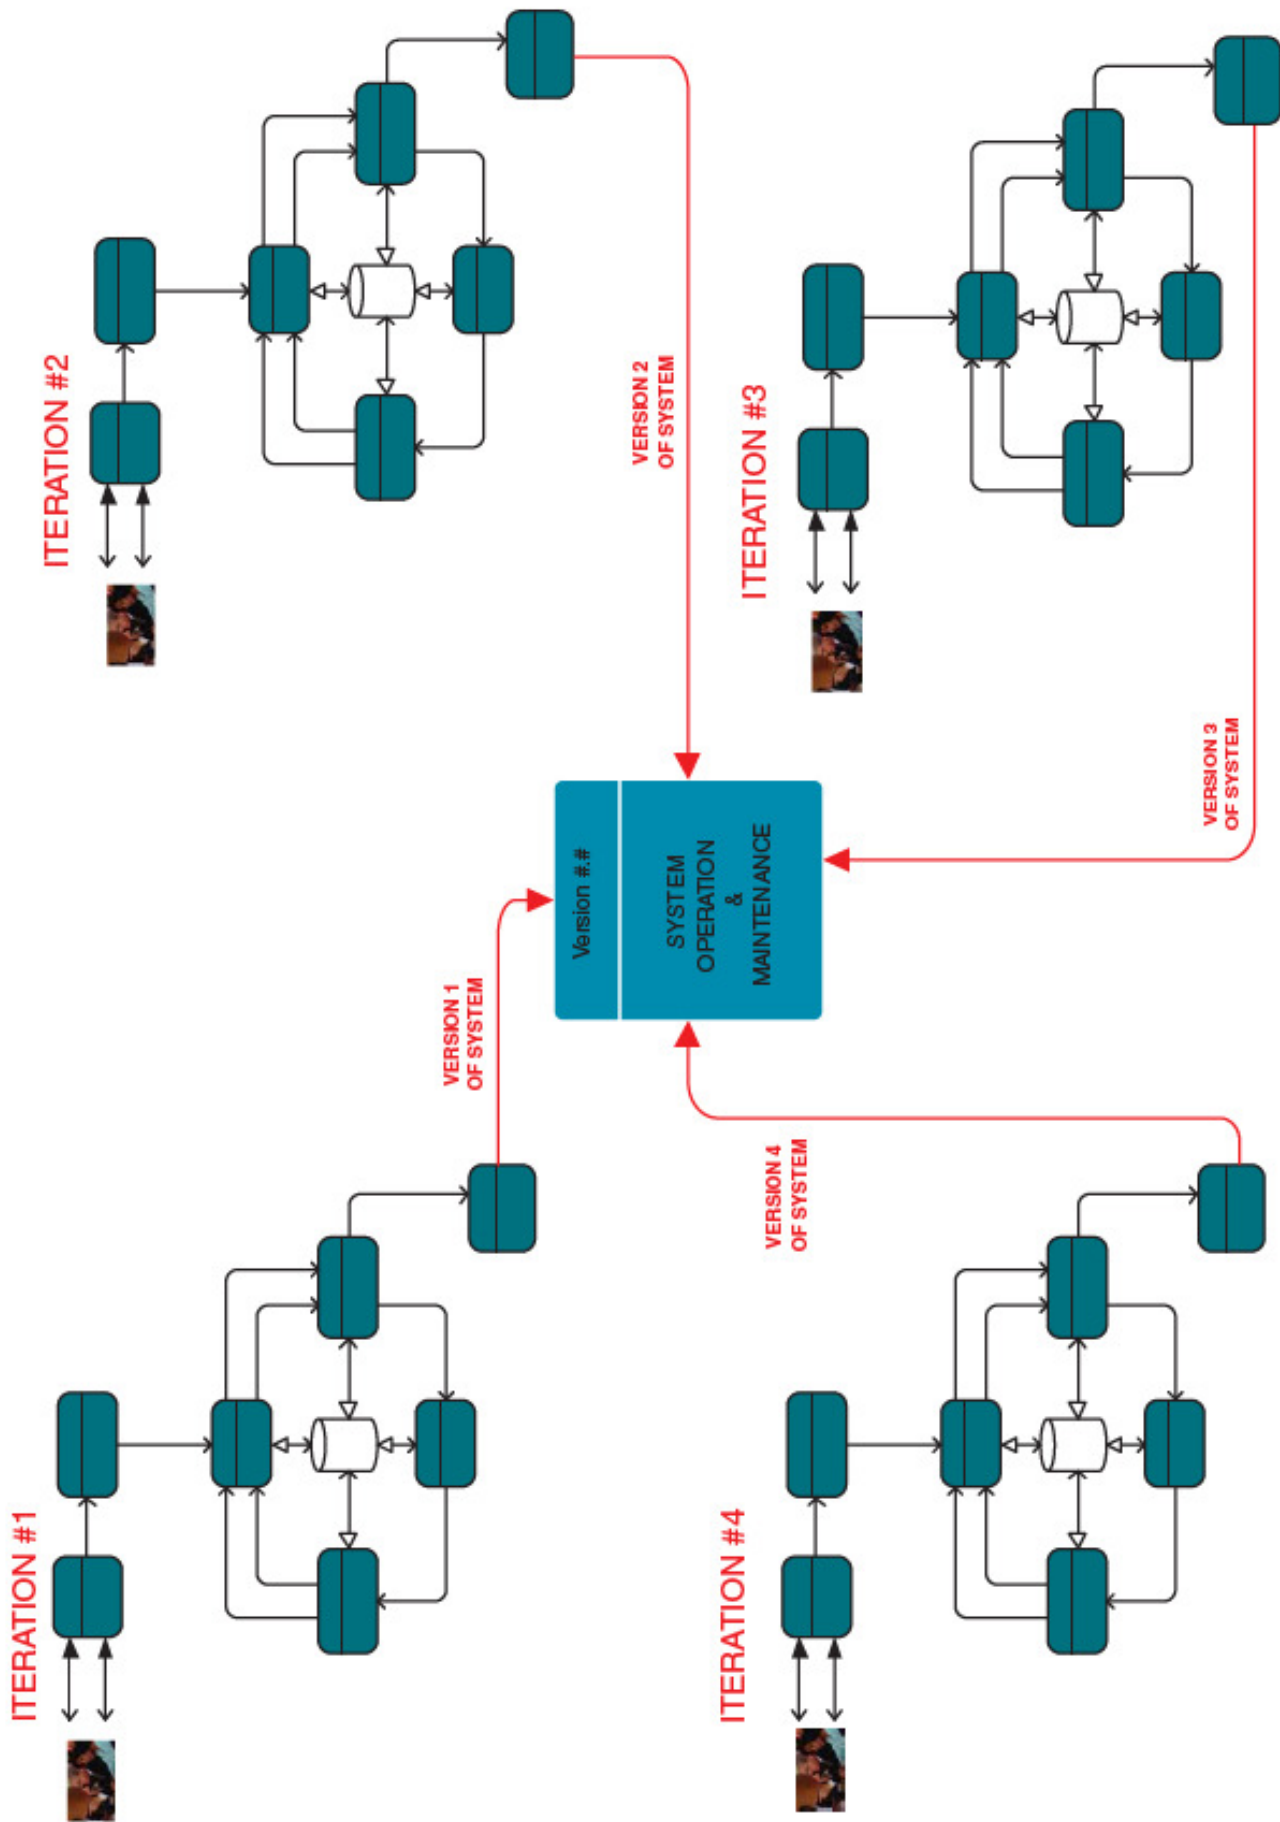 ITERATION #1
ITERATION #2
VERSION 1
OF SYSTEM
VERSION 2
OF SYSTEM
Version #.#
SYSTEM
OPERATION
&
MAINTENANCE
ITERATION #4
ITERATION #3
VERSION 4
OF SYSTEM
VERSION 3
OF SYSTEM